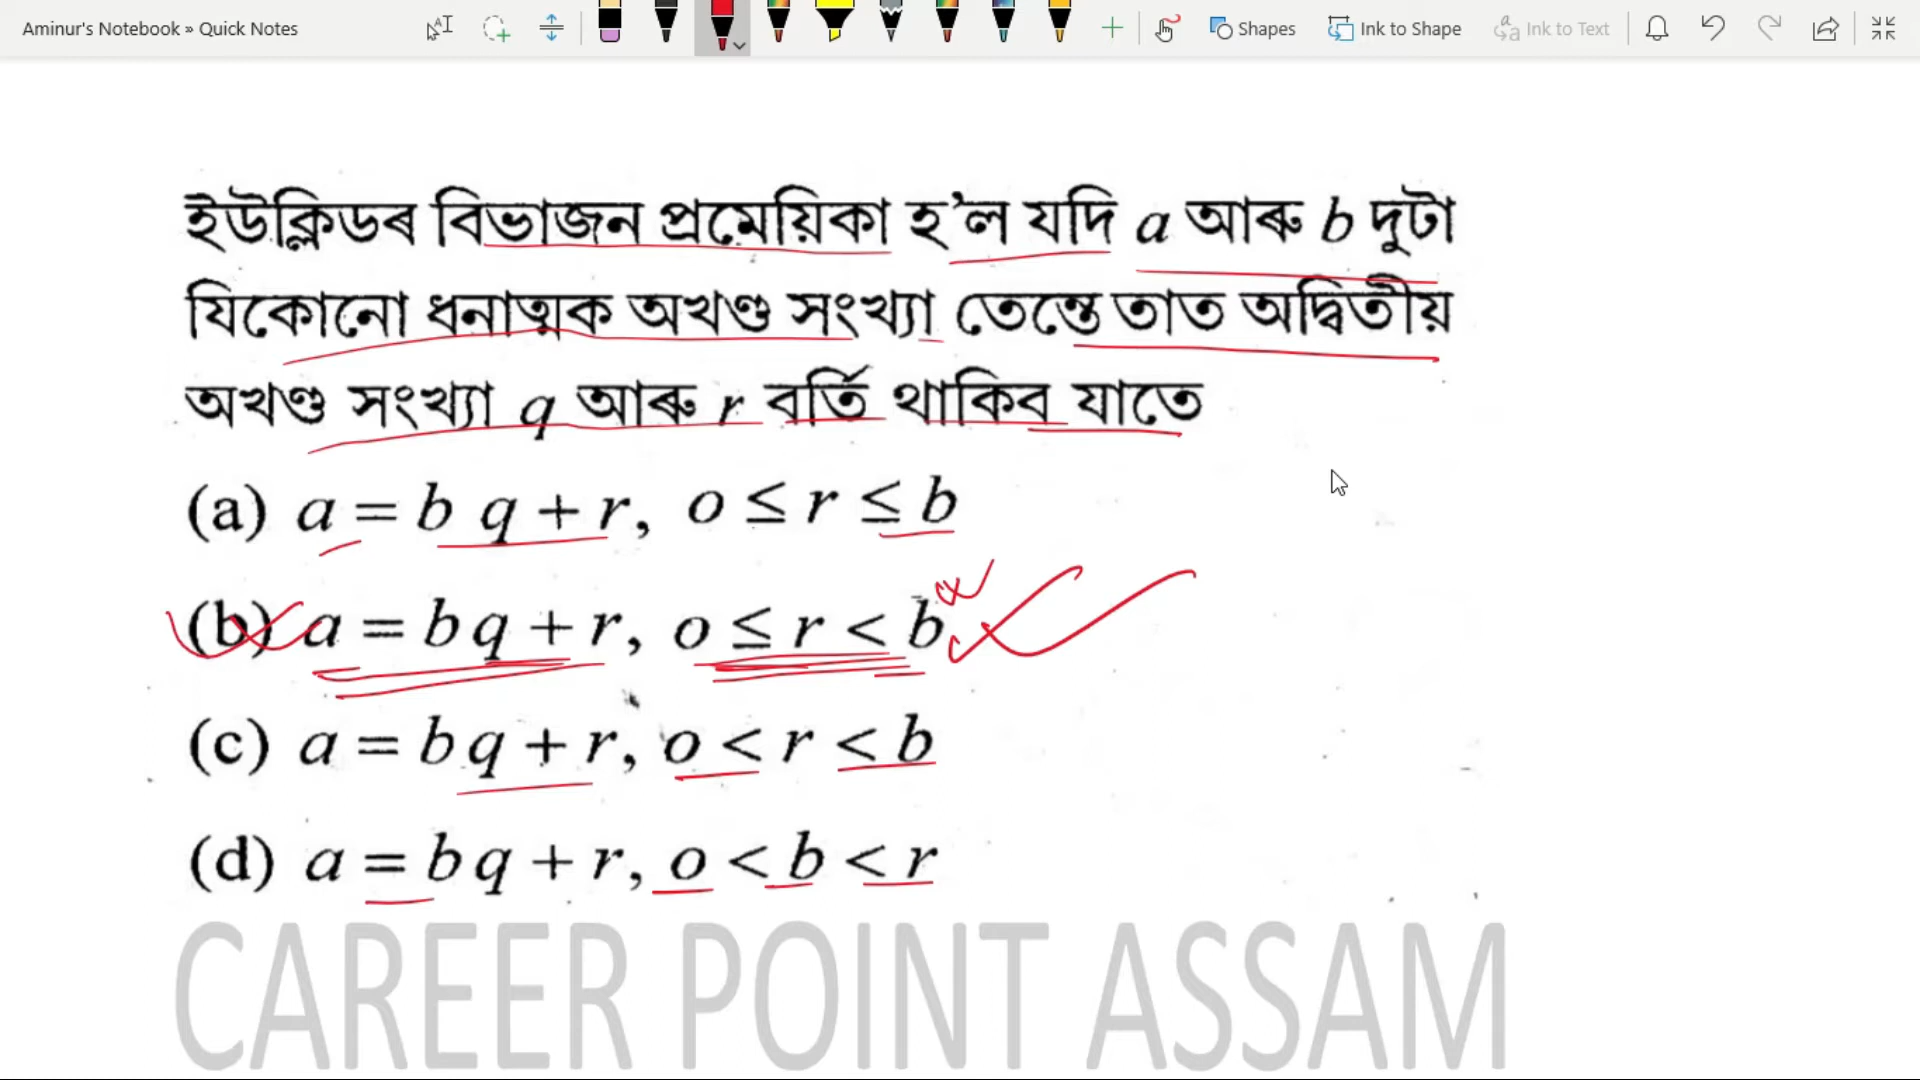 Aminur's Notebook » Quick Notes
Shapes
Ink to Shape
Ink to Text
ইউক্লিডৰ বিভাজন প্ৰমেয়িকা হ'ল যদি a আৰু b দুটা
যিকোনো ধনাত্মক অখণ্ড সংখ্যা তেন্তে তাত অদ্বিতীয়
অখণ্ড সংখ্যা q আৰু r বৰ্তি থাকিব যাতে
(a) a = b q + r, o ≤ r ≤ b
(b) a = b q + r, o ≤ r < b
(c) a = b q + r, o < r < b
(d) a = b q + r, o < b < r
CAREER POINT ASSAM